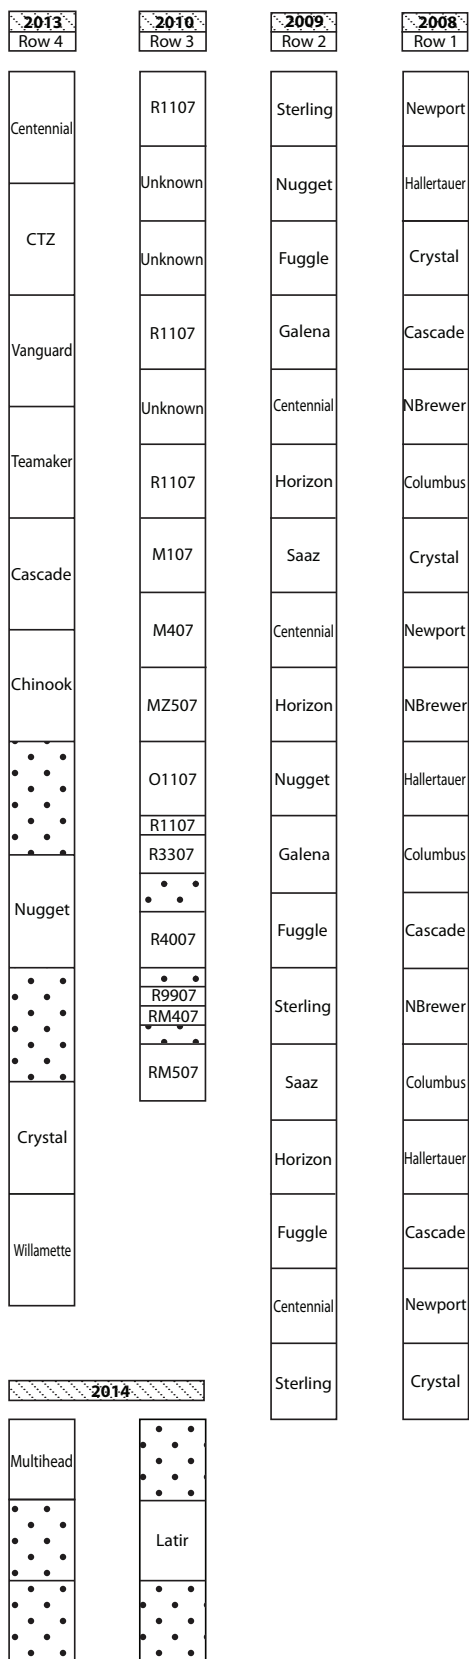 2013
Row 4
Centennial
CTZ
Vanguard
Teamaker
Cascade
Chinook
Nugget
Crystal
Willamette
2010
Row 3
R1107
Unknown
Unknown
R1107
Unknown
R1107
M107
M407
MZ507
O1107
R1107
R3307
R4007
R9907
RM407
RM507
2009
Row 2
Sterling
Nugget
Fuggle
Galena
Centennial
Horizon
Saaz
Centennial
Horizon
Nugget
Galena
Fuggle
Sterling
Saaz
Horizon
Fuggle
Centennial
Sterling
2008
Row 1
Newport
Hallertauer
Crystal
Cascade
NBrewer
Columbus
Crystal
Newport
NBrewer
Hallertauer
Columbus
Cascade
NBrewer
Columbus
Hallertauer
Cascade
Newport
Crystal
2014
Multihead
Latir